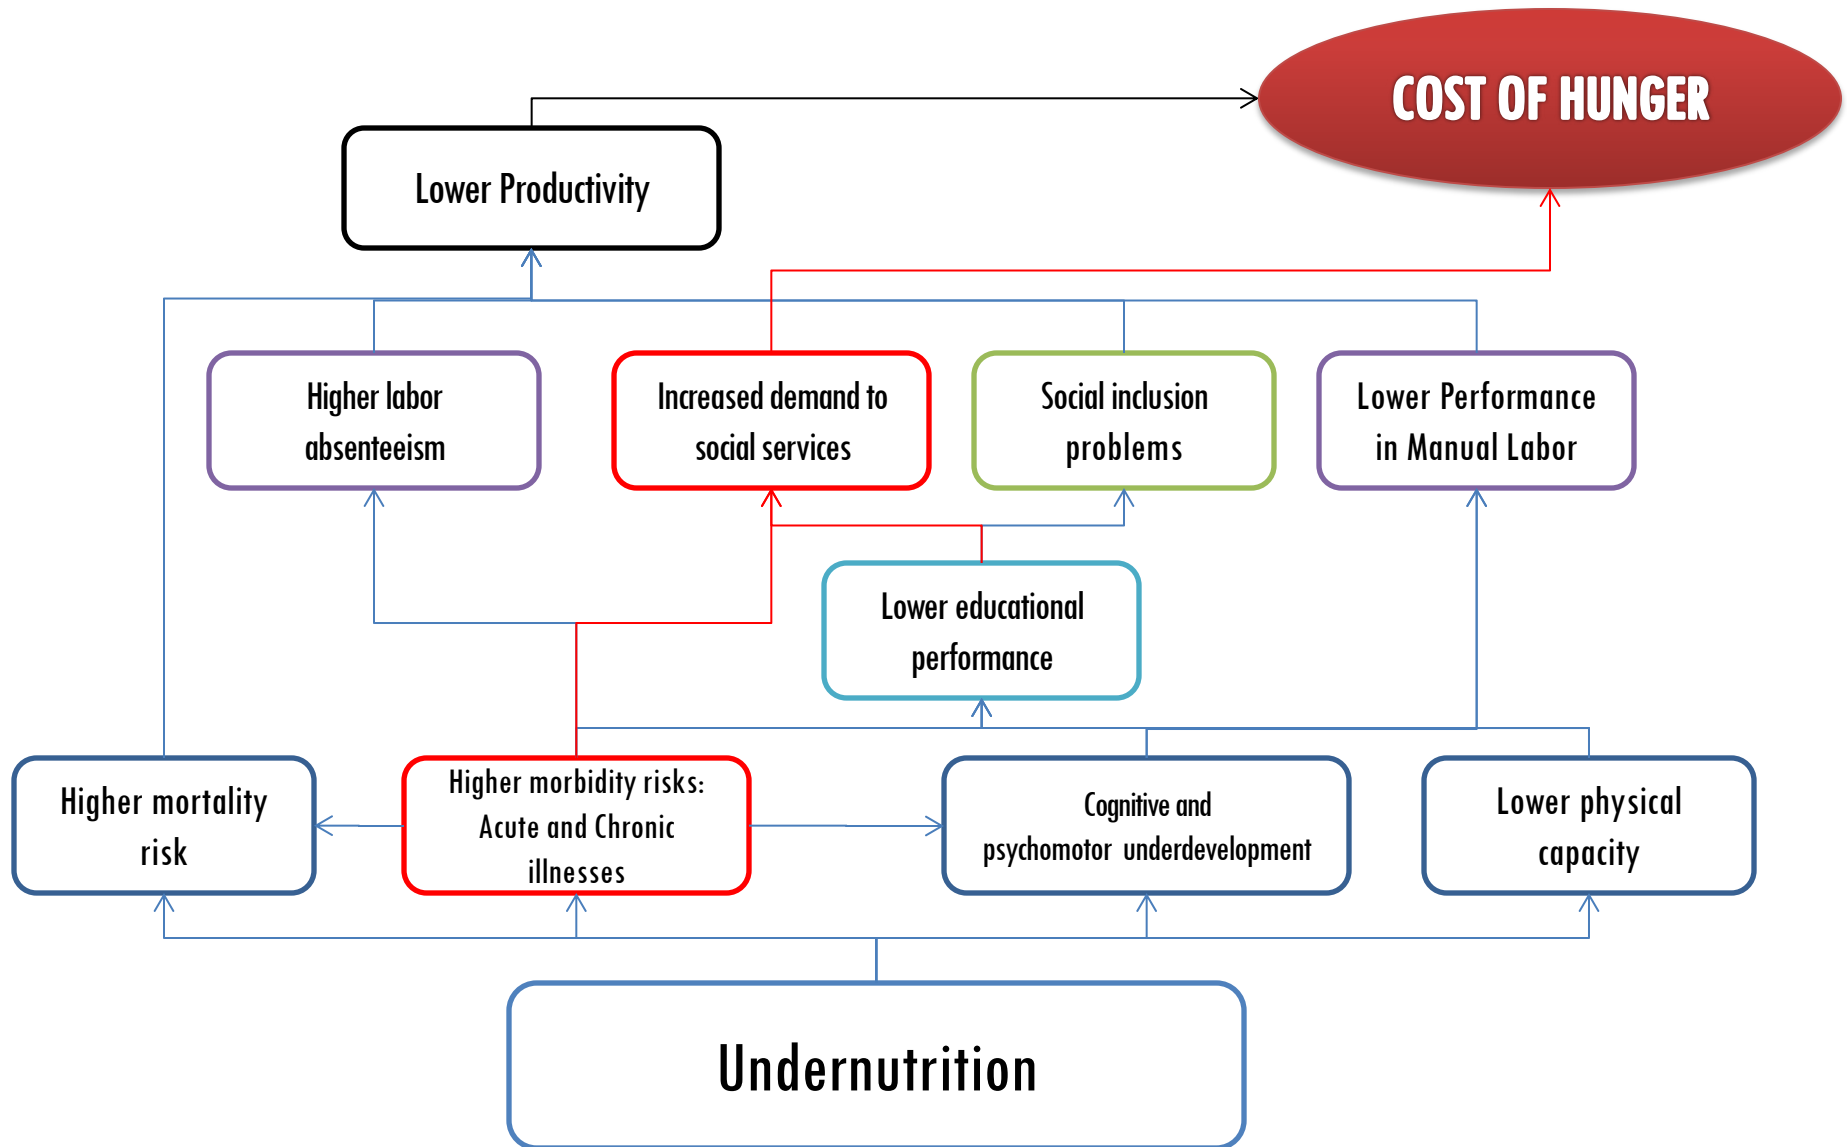 COST OF HUNGER
Lower Productivity
Higher labor
absenteeism
Increased demand to
social services
Social inclusion
problems
Lower Performance
in Manual Labor
Lower educational
performance
Higher mortality
risk
Higher morbidity risks:
Acute and Chronic
illnesses
Cognitive and
psychomotor underdevelopment
Lower physical
capacity
Undernutrition